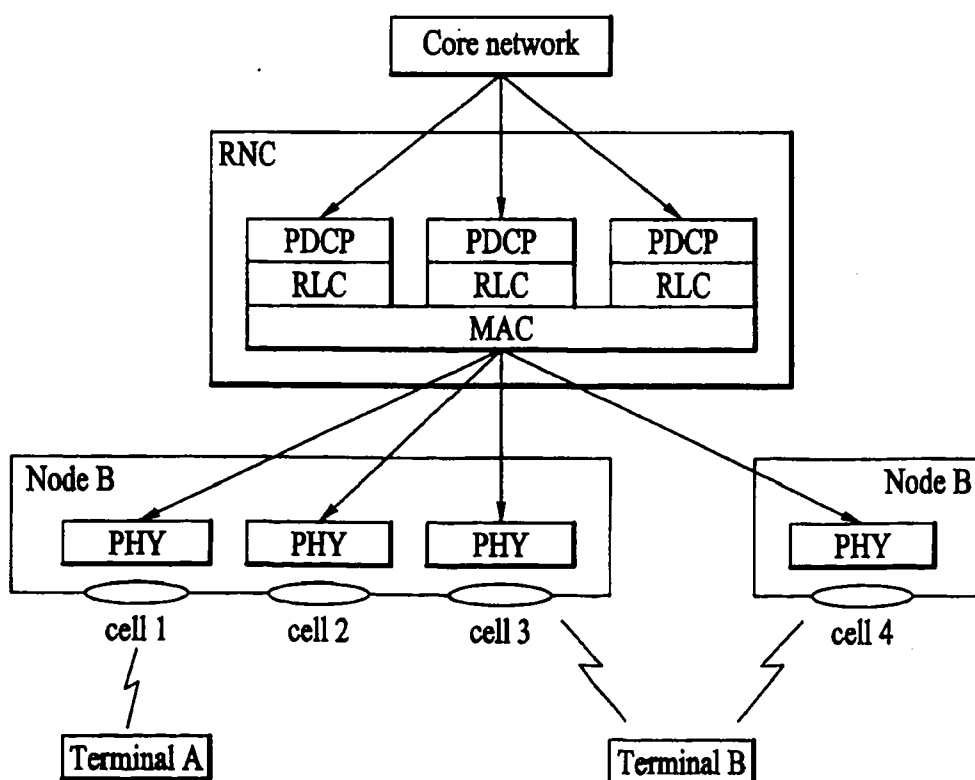 Core network
RNC
PDCP PDCP PDCP
RLC RLC RLC
MAC
Node B Node B
PHY PHY PHY PHY
cell 1 cell 2 cell 3 cell 4
Terminal A Terminal B